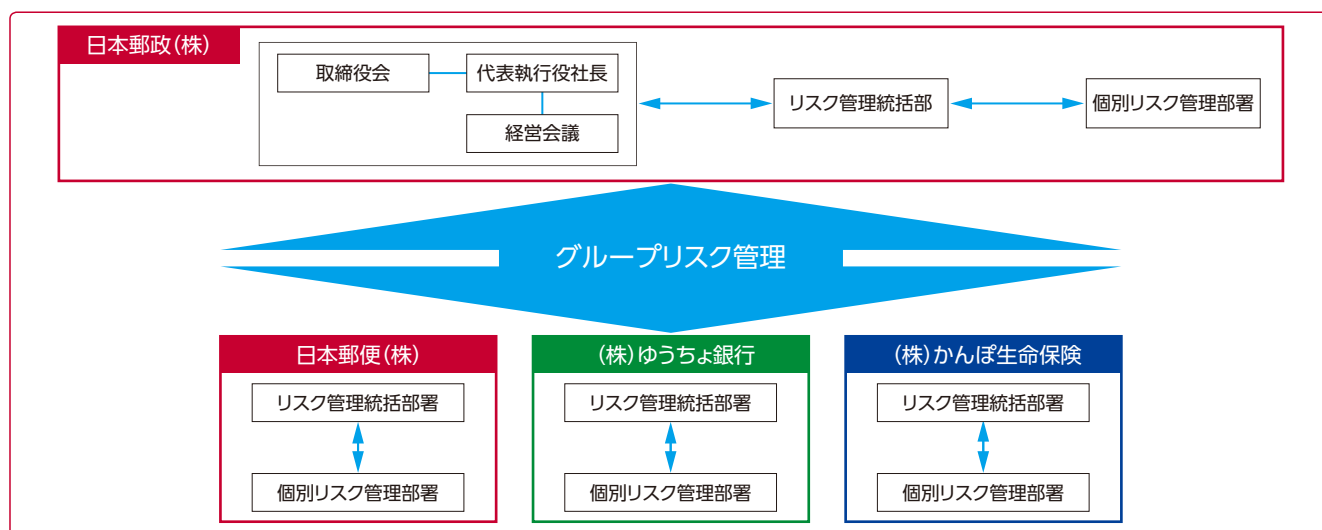 日本郵政(株)
取締役会
代表執行役社長
経営会議
リスク管理統括部
個別リスク管理部署
グループリスク管理
日本郵便(株)
リスク管理統括部署
個別リスク管理部署
(株)ゆうちょ銀行
リスク管理統括部署
個別リスク管理部署
(株)かんぽ生命保険
リスク管理統括部署
個別リスク管理部署